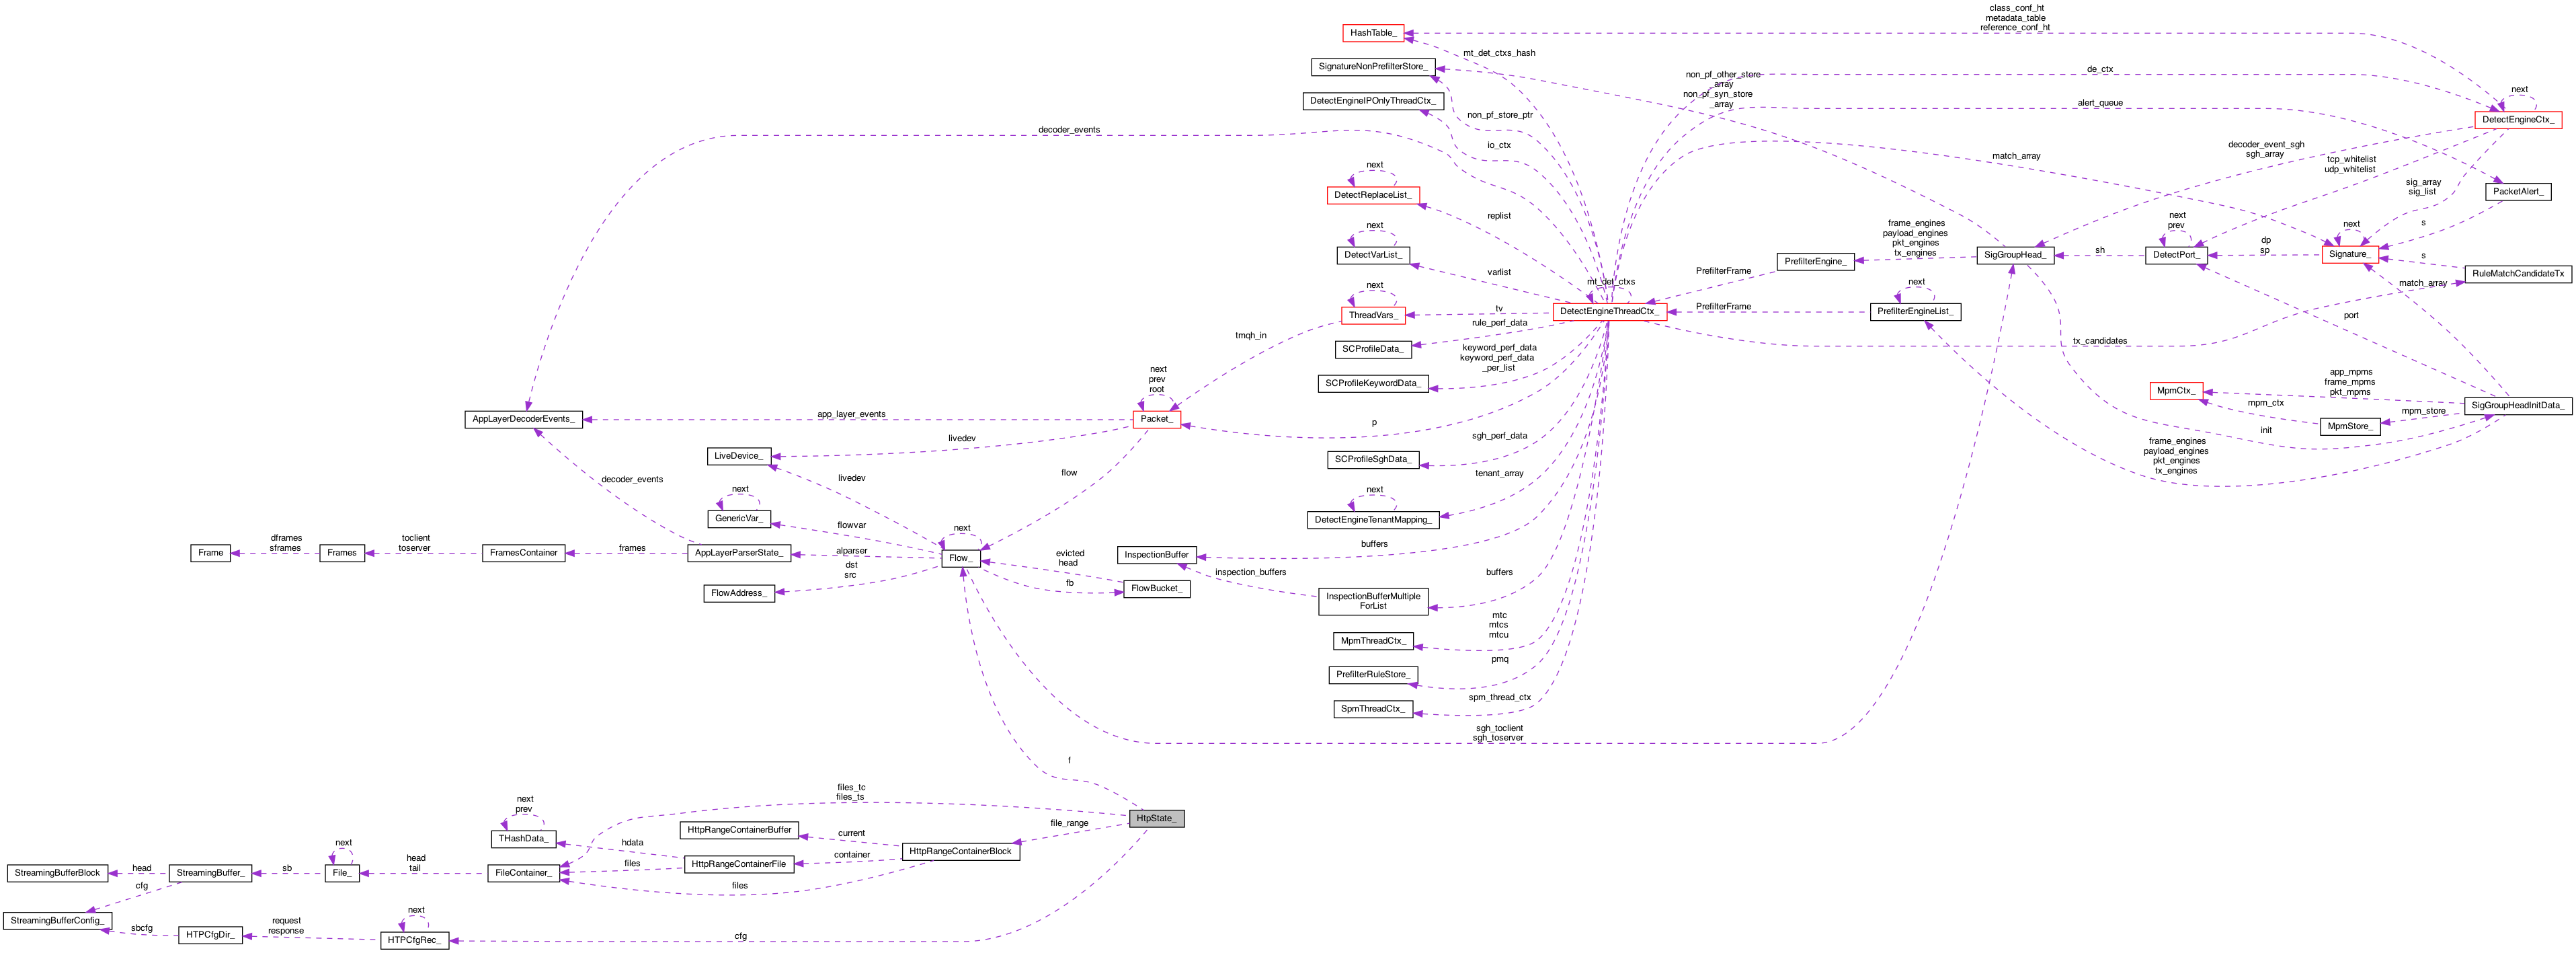 class_conf_ht
metadata_table
reference_conf_ht
HashTable_
mt_det_ctxs_hash
SignatureNonPrefilterStore_
non_pf_other_store
_array
non_pf_syn_store
_array
de_ctx
next
DetectEngineIPOnlyThreadCtx_
alert_queue
DetectEngineCtx_
non_pf_store_ptr
decoder_events
io_ctx
match_array
decoder_event_sgh
sgh_array
tcp_whitelist
udp_whitelist
next
DetectReplaceList_
sig_array
sig_list
PacketAlert_
replist
next
DetectVarList_
frame_engines
payload_engines
pkt_engines
tx_engines
next
prev
s
next
varlist
PrefilterFrame
PrefilterEngine_
SigGroupHead_
sh
DetectPort_
dp
sp
Signature_
s
RuleMatchCandidateTx
mt_det_ctxs
next
match_array
next
ThreadVars_
tv
DetectEngineThreadCtx_
PrefilterFrame
PrefilterEngineList_
port
rule_perf_data
tmqh_in
SCProfileData_
tx_candidates
keyword_perf_data
keyword_perf_data
_per_list
SCProfileKeywordData_
next
prev
root
app_mpms
frame_mpms
pkt_mpms
MpmCtx_
mpm_ctx
SigGroupHeadInitData_
mpm_store
MpmStore_
AppLayerDecoderEvents_
app_layer_events
Packet_
p
init
livedev
LiveDevice_
sgh_perf_data
SCProfileSghData_
frame_engines
payload_engines
pkt_engines
tx_engines
decoder_events
livedev
flow
tenant_array
next
GenericVar_
next
DetectEngineTenantMapping_
flowvar
next
dframes
sframes
toclient
toserver
Frame
Frames
FramesContainer
frames
AppLayerParserState_
alparser
Flow_
evicted
head
InspectionBuffer
buffers
dst
src
FlowAddress_
fb
FlowBucket_
inspection_buffers
buffers
InspectionBufferMultiple
ForList
mtc
mtcs
mtcu
MpmThreadCtx_
pmq
PrefilterRuleStore_
spm_thread_ctx
SpmThreadCtx_
sgh_toclient
sgh_toserver
f
files_tc
files_ts
next
prev
THashData_
HtpState_
HttpRangeContainerBuffer
current
file_range
hdata
container
HttpRangeContainerBlock
next
head
tail
HttpRangeContainerFile
files
StreamingBufferBlock
head
StreamingBuffer_
sb
File_
FileContainer_
cfg
files
StreamingBufferConfig_
next
sbcfg
HTPCfgDir_
request
response
HTPCfgRec_
cfg